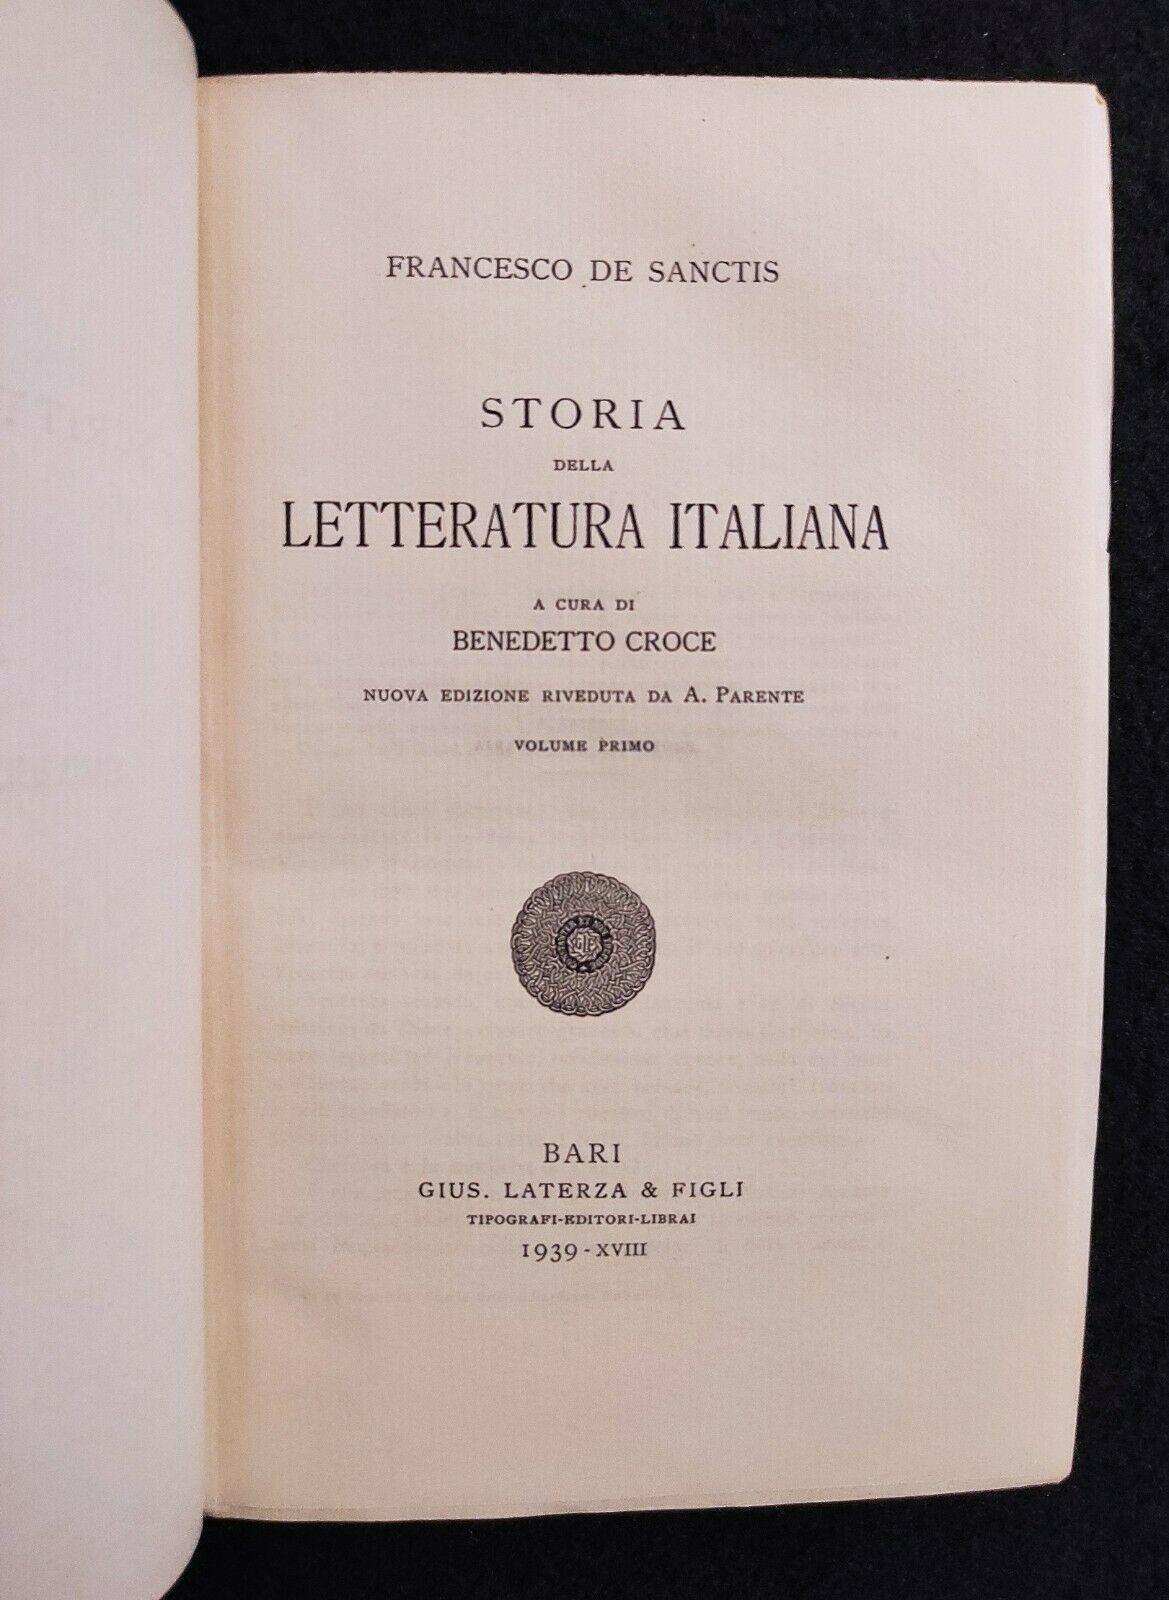 FRANCESCO DE SANCTIS
STORIA
DELLA
LETTERATURA ITALIANA
A CURA DI
BENEDETTO CROCE
NUOVA EDIZIONE RIVEDUTA DA A. PARENTE
VOLUME PRIMO
BARI
GIUS. LATERZA & FIGLI
TIPOGRAFI-EDITORI-LIBRAI
1939-XVIII